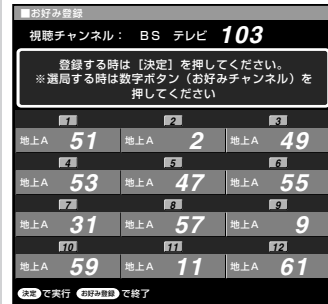 ■お好み登録
視聴チャンネル： BS テレビ 103
登録する時は［決定］を押してください。
※選局する時は数字ボタン（お好みチャンネル）を
押してください
1 2 3
地上A 51 地上A 2 地上A 49
4 5 6
地上A 53 地上A 47 地上A 55
7 8 9
地上A 31 地上A 57 地上A 9
10 11 12
地上A 59 地上A 11 地上A 61
決定 で実行 お好み登録 で終了